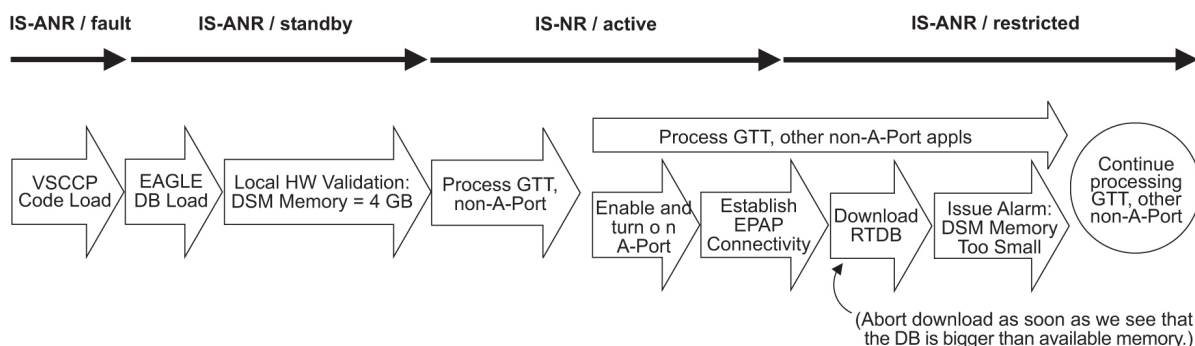 IS-ANR / fault
IS-ANR / standby
IS-NR / active
IS-ANR / restricted
Process GTT, other non-A-Port appls
VSCCP
Code Load
EAGLE
DB Load
Local HW Validation:
DSM Memory = 4 GB
Process GTT,
non-A-Port
Enable and
turn o n
A-Port
Establish
EPAP
Connectivity
Download
RTDB
Issue Alarm:
DSM Memory
Too Small
Continue
processing
GTT, other
non-A-Port
(Abort download as soon as we see that
the DB is bigger than available memory.)